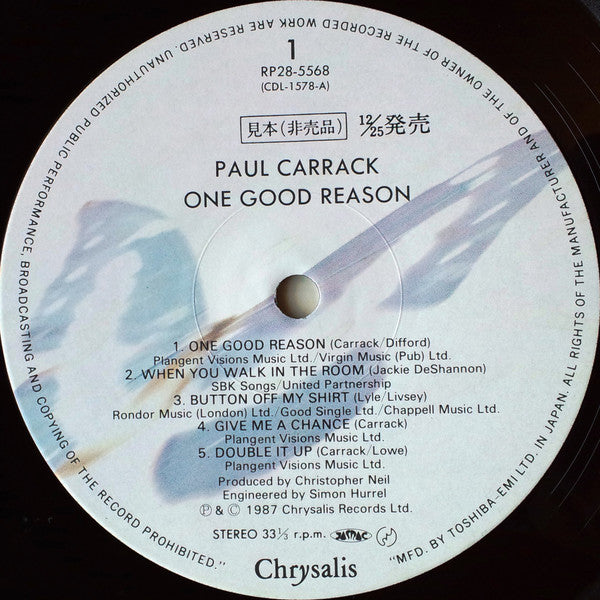 1
RP28-5568
(CDL-1578-A)
見本(非売品) 12/25発売
PAUL CARRACK
ONE GOOD REASON
1. ONE GOOD REASON (Carrack/Difford)
Plangent Visions Music Ltd./Virgin Music (Pub) Ltd.
2. WHEN YOU WALK IN THE ROOM (Jackie DeShannon)
SBK Songs/United Partnership
3. BUTTON OFF MY SHIRT (Lyle/Livsey)
Rondor Music (London) Ltd./Good Single Ltd./Chappell Music Ltd.
4. GIVE ME A CHANCE (Carrack)
Plangent Visions Music Ltd.
5. DOUBLE IT UP (Carrack/Lowe)
Plangent Visions Music Ltd.
Produced by Christopher Neil
Engineered by Simon Hurrel
Ⓟ & © 1987 Chrysalis Records Ltd.
STEREO 33⅓ r.p.m. JASRAC
Chrysalis
"MFD. BY TOSHIBA-EMI LTD. IN JAPAN. ALL RIGHTS OF THE MANUFACTURER AND OF THE OWNER OF THE RECORDED WORK ARE RESERVED. UNAUTHORIZED PUBLIC PERFORMANCE, BROADCASTING AND COPYING OF THE RECORD PROHIBITED."